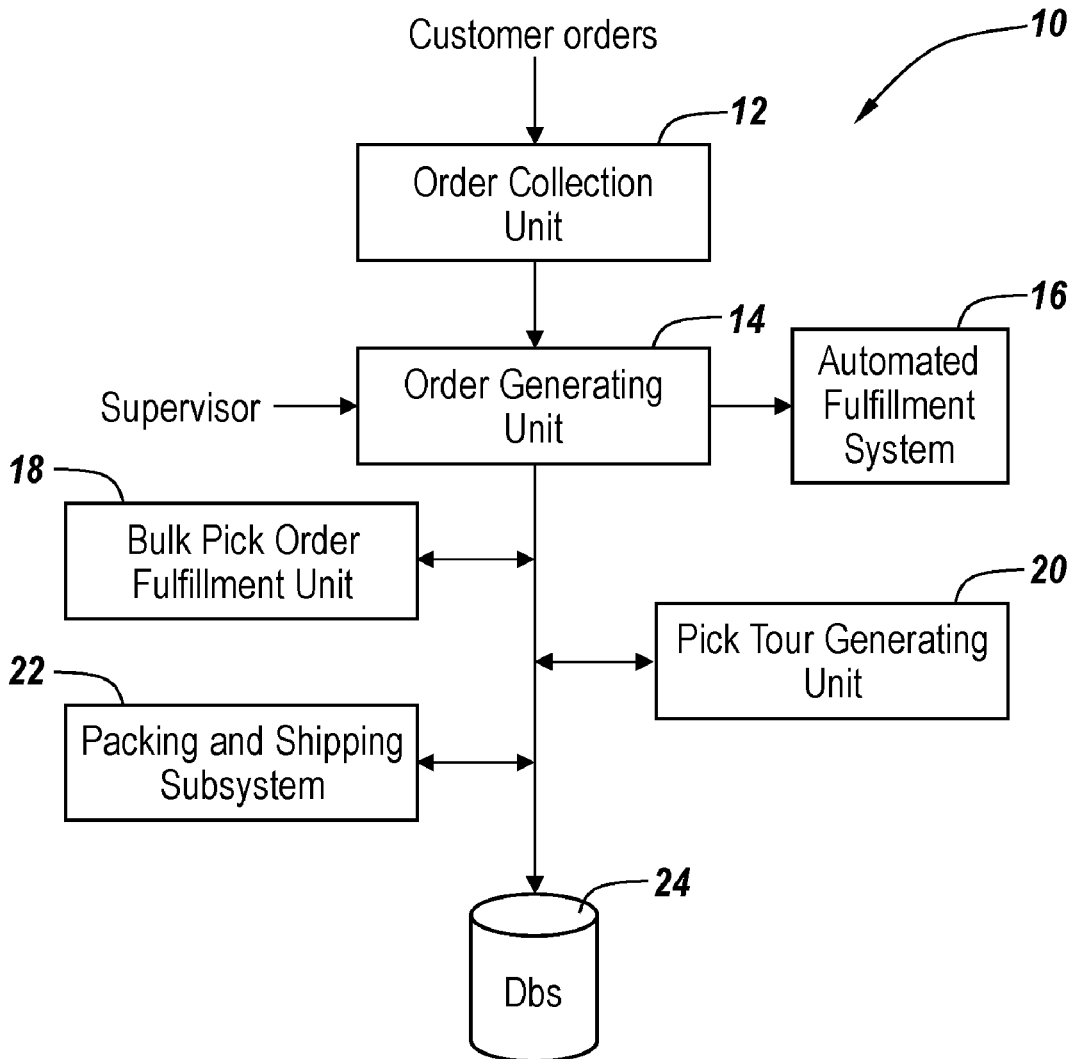 Customer orders
10
12
Order Collection
Unit
14
16
Order Generating
Unit
Automated
Fulfillment
System
Supervisor
18
Bulk Pick Order
Fulfillment Unit
20
Pick Tour Generating
Unit
22
Packing and Shipping
Subsystem
24
Dbs